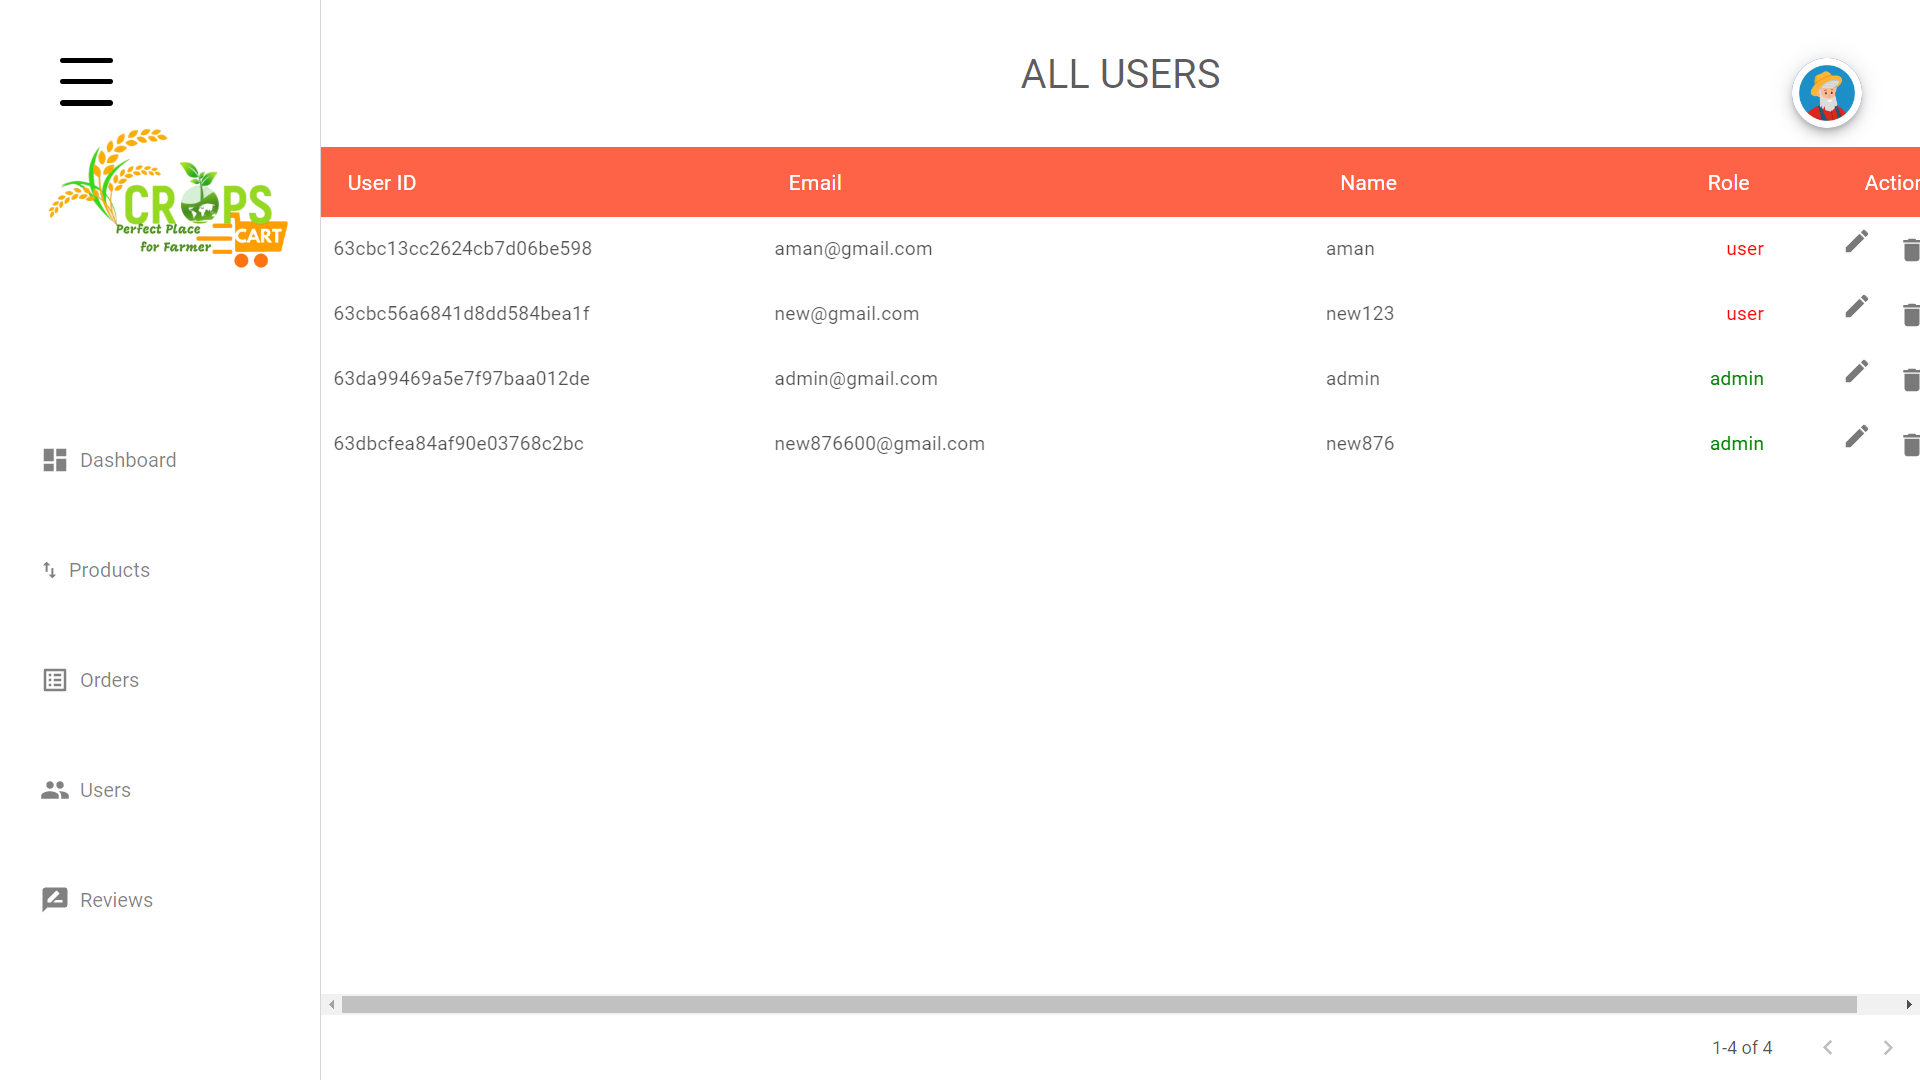 ALL USERS
CROPS
Perfect Place
for Farmer
CART
Dashboard
Products
Orders
Users
Reviews
User ID Email Name Role Action
63cbc13cc2624cb7d06be598 aman@gmail.com aman user
63cbc56a6841d8dd584bea1f new@gmail.com new123 user
63da99469a5e7f97baa012de admin@gmail.com admin admin
63dbcfea84af90e03768c2bc new876600@gmail.com new876 admin
1-4 of 4